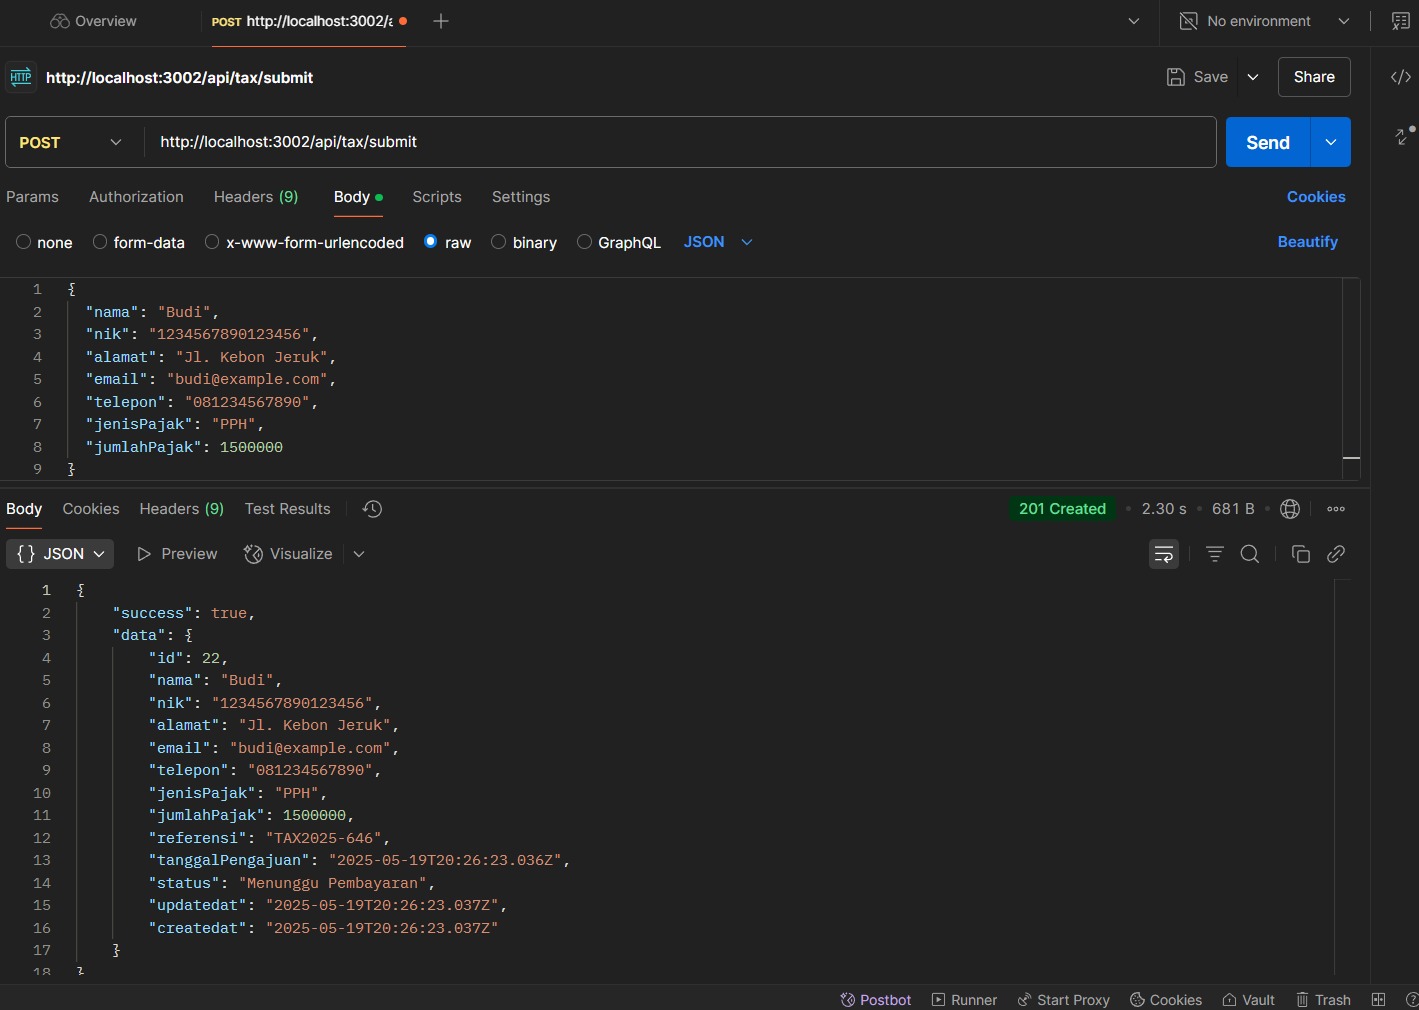 Overview POST http://localhost:3002/a No environment
HTTP http://localhost:3002/api/tax/submit Save Share
POST http://localhost:3002/api/tax/submit Send
Params Authorization Headers (9) Body Scripts Settings Cookies
none form-data x-www-form-urlencoded raw binary GraphQL JSON Beautify
1 {
2 "nama": "Budi",
3 "nik": "1234567890123456",
4 "alamat": "Jl. Kebon Jeruk",
5 "email": "budi@example.com",
6 "telepon": "081234567890",
7 "jenisPajak": "PPH",
8 "jumlahPajak": 1500000
9 }
Body Cookies Headers (9) Test Results 201 Created • 2.30 s • 681 B •
{} JSON Preview Visualize
1 {
2 "success": true,
3 "data": {
4 "id": 22,
5 "nama": "Budi",
6 "nik": "1234567890123456",
7 "alamat": "Jl. Kebon Jeruk",
8 "email": "budi@example.com",
9 "telepon": "081234567890",
10 "jenisPajak": "PPH",
11 "jumlahPajak": 1500000,
12 "referensi": "TAX2025-646",
13 "tanggalPengajuan": "2025-05-19T20:26:23.036Z",
14 "status": "Menunggu Pembayaran",
15 "updatedat": "2025-05-19T20:26:23.037Z",
16 "createdat": "2025-05-19T20:26:23.037Z"
17 }
18 }
Postbot Runner Start Proxy Cookies Vault Trash